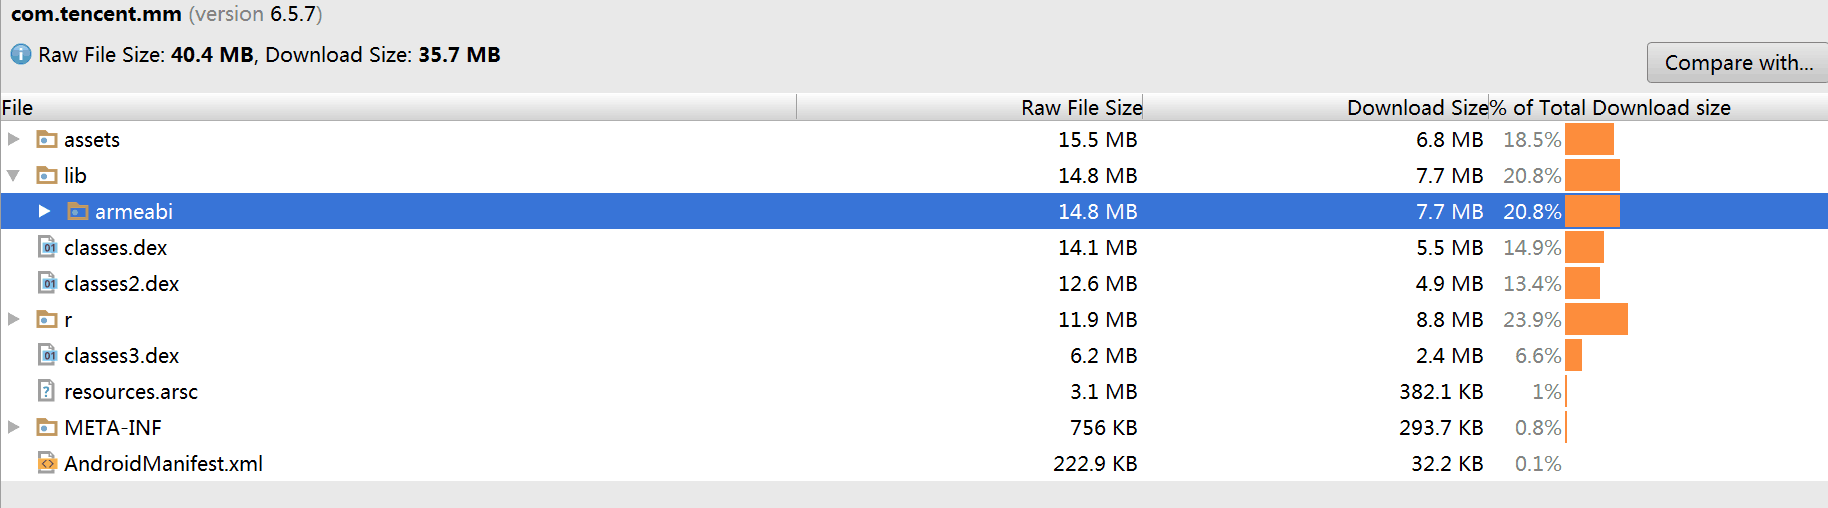 com.tencent.mm (version 6.5.7)
Raw File Size: 40.4 MB, Download Size: 35.7 MB
Compare with...
File Raw File Size Download Size % of Total Download size
assets 15.5 MB 6.8 MB 18.5%
lib 14.8 MB 7.7 MB 20.8%
armeabi 14.8 MB 7.7 MB 20.8%
classes.dex 14.1 MB 5.5 MB 14.9%
classes2.dex 12.6 MB 4.9 MB 13.4%
r 11.9 MB 8.8 MB 23.9%
classes3.dex 6.2 MB 2.4 MB 6.6%
resources.arsc 3.1 MB 382.1 KB 1%
META-INF 756 KB 293.7 KB 0.8%
AndroidManifest.xml 222.9 KB 32.2 KB 0.1%